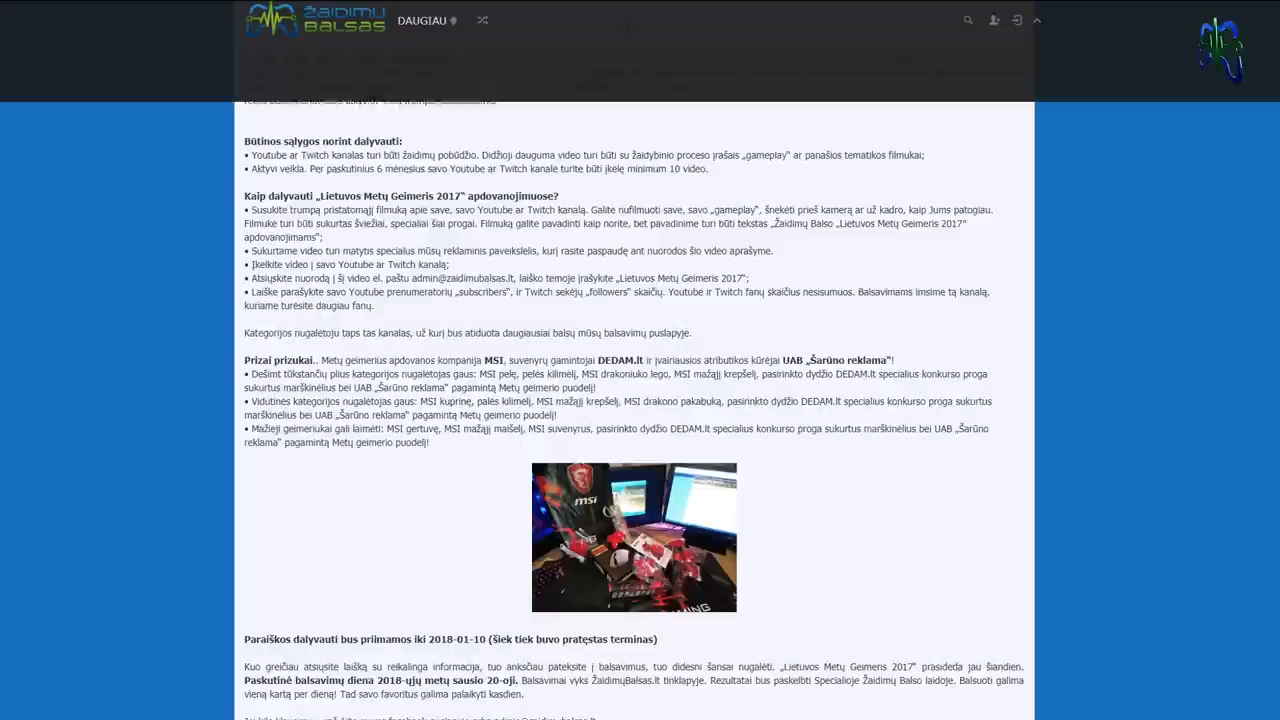 ŽAIDIMŲ
BALSAS
DAUGIAU
Būtinos sąlygos norint dalyvauti:
• Youtube ar Twitch kanalas turi būti žaidimų pobūdžio. Didžioji dauguma video turi būti su žaidybinio proceso įrašais „gameplay“ ar panašios tematikos filmukai;
• Aktyvi veikla. Per paskutinius 6 mėnesius savo Youtube ar Twitch kanale turite būti įkėlę minimum 10 video.
Kaip dalyvauti „Lietuvos Metų Geimeris 2017“ apdovanojimuose?
• Susukite trumpą pristatomąjį filmuką apie save, savo Youtube ar Twitch kanalą. Galite nufilmuoti save, savo „gameplay“, šnekėti prieš kamerą ar už kadro, kaip Jums patogiau.
Filmuke turi būti sukurtas šviežiai, specialiai šiai progai. Filmuką galite pavadinti kaip norite, bet pavadinime turi būti tekstas „Žaidimų Balso „Lietuvos Metų Geimeris 2017“
apdovanojimams“;
• Sukurtame video turi matytis specialus mūsų reklaminis paveikslelis, kurį rasite paspaudę ant nuorodos šio video aprašyme.
• Įkelkite video į savo Youtube ar Twitch kanalą;
• Atsiųskite nuorodą į šį video el. paštu admin@zaidimubalsas.lt, laiško temoje įrašykite „Lietuvos Metų Geimeris 2017“;
• Laiške parašykite savo Youtube prenumeratorių „subscribers“, ir Twitch sekėjų „followers“ skaičių. Youtube ir Twitch fanų skaičius nesisumuos. Balsavimams imsime tą kanalą,
kuriame turėsite daugiau fanų.
Kategorijos nugalėtoju taps tas kanalas, už kurį bus atiduota daugiausiai balsų mūsų balsavimų puslapyje.
Prizai prizukai.. Metų geimerius apdovanos kompanija MSI, suvenyrų gamintojai DEDAM.lt ir įvairiausios atributikos kūrėjai UAB „Šarūno reklama“!
• Dešimt tūkstančių plius kategorijos nugalėtojas gaus: MSI pelę, pelės kilimėlį, MSI drakoniuko lego, MSI mažąjį krepšelį, pasirinkto dydžio DEDAM.lt specialius konkurso proga
sukurtus marškinėlius bei UAB „Šarūno reklama“ pagamintą Metų geimerio puodelį!
• Vidutinės kategorijos nugalėtojas gaus: MSI kuprinę, palės kilimėlį, MSI mažąjį krepšelį, MSI drakono pakabuką, pasirinkto dydžio DEDAM.lt specialius konkurso proga sukurtus
marškinėlius bei UAB „Šarūno reklama“ pagamintą Metų geimerio puodelį!
• Mažieji geimeriukai gali laimėti: MSI gertuvę, MSI mažąjį maišelį, MSI suvenyrus, pasirinkto dydžio DEDAM.lt specialius konkurso proga sukurtus marškinėlius bei UAB „Šarūno
reklama“ pagamintą Metų geimerio puodelį!
msi
Paraiškos dalyvauti bus priimamos iki 2018-01-10 (šiek tiek buvo pratęstas terminas)
Kuo greičiau atsiųsite laišką su reikalinga informacija, tuo anksčiau pateksite į balsavimus, tuo didesni šansai nugalėti. „Lietuvos Metų Geimeris 2017“ prasideda jau šiandien.
Paskutinė balsavimų diena 2018-ųjų metų sausio 20-oji. Balsavimai vyks ŽaidimųBalsas.lt tinklapyje. Rezultatai bus paskelbti Specialioje Žaidimų Balso laidoje. Balsuoti galima
vieną kartą per dieną! Tad savo favoritus galima palaikyti kasdien.